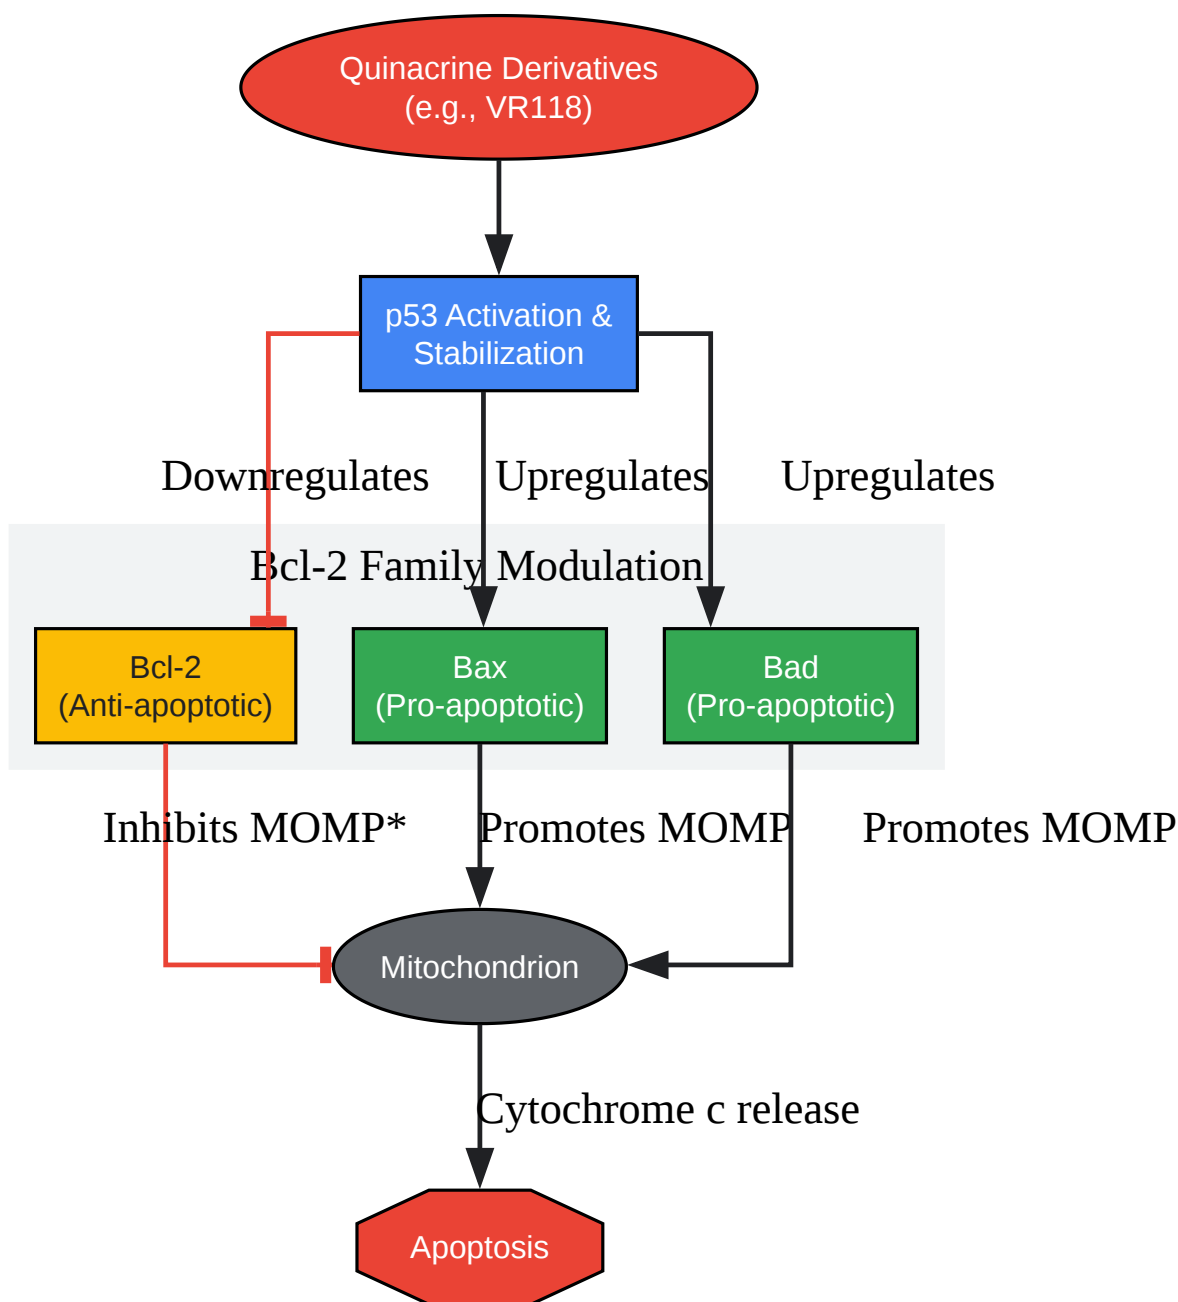 Quinacrine Derivatives
(e.g., VR118)
p53 Activation &
Stabilization
Downregulates
Upregulates
Upregulates
Bcl-2 Family Modulation
Bcl-2
(Anti-apoptotic)
Bax
(Pro-apoptotic)
Bad
(Pro-apoptotic)
Inhibits MOMP*
Promotes MOMP
Promotes MOMP
Mitochondrion
Cytochrome c release
Apoptosis